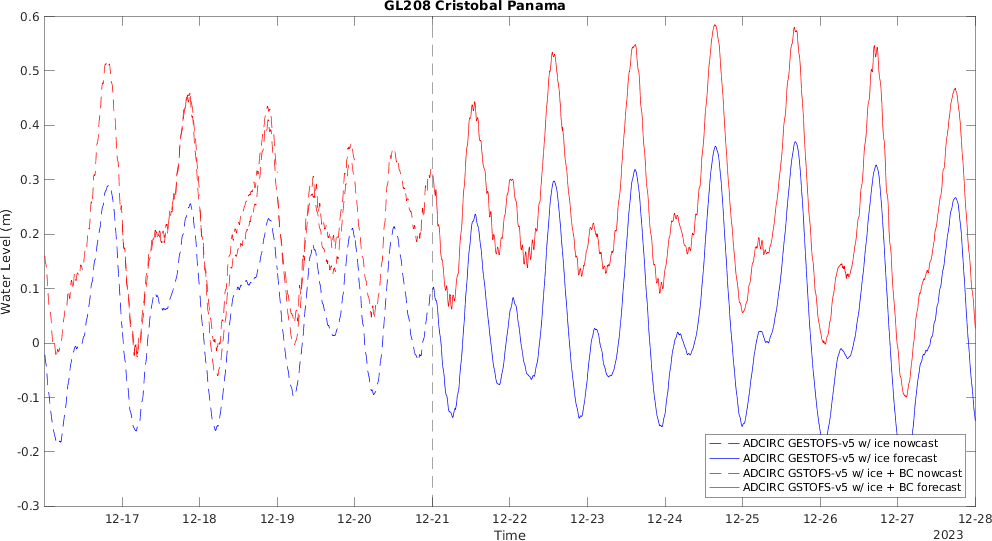 GL208 Cristobal Panama
0.6
0.5
0.4
0.3
0.2
0.1
0
-0.1
-0.2
-0.3
Water Level (m)
ADCIRC GESTOFS-v5 w/ ice nowcast
ADCIRC GESTOFS-v5 w/ ice forecast
ADCIRC GSTOFS-v5 w/ ice + BC nowcast
ADCIRC GSTOFS-v5 w/ ice + BC forecast
12-17 12-18 12-19 12-20 12-21 12-22 12-23 12-24 12-25 12-26 12-27 12-28
Time
2023